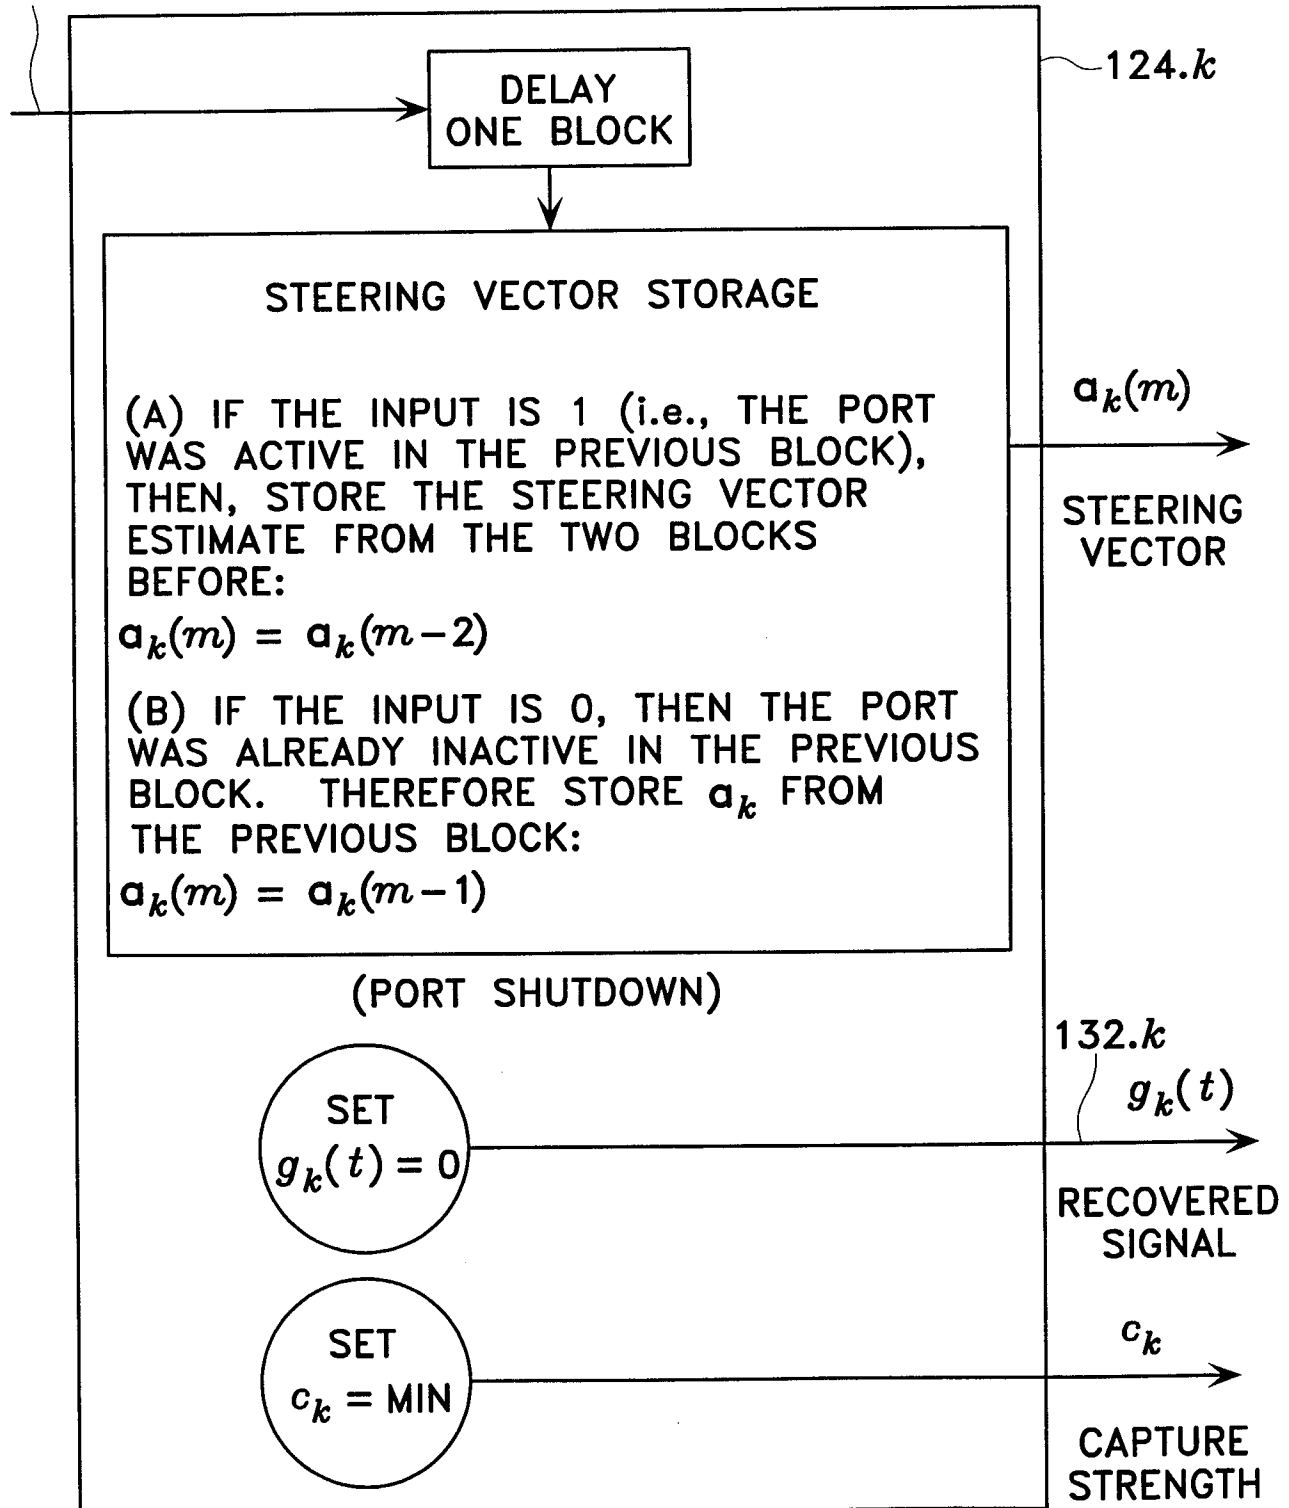 124.k
DELAY
ONE BLOCK
STEERING VECTOR STORAGE
(A) IF THE INPUT IS 1 (i.e., THE PORT
WAS ACTIVE IN THE PREVIOUS BLOCK),
THEN, STORE THE STEERING VECTOR
ESTIMATE FROM THE TWO BLOCKS
BEFORE:
a_k(m) = a_k(m-2)
(B) IF THE INPUT IS 0, THEN THE PORT
WAS ALREADY INACTIVE IN THE PREVIOUS
BLOCK. THEREFORE STORE a_k FROM
THE PREVIOUS BLOCK:
a_k(m) = a_k(m-1)
a_k(m)
STEERING
VECTOR
(PORT SHUTDOWN)
132.k
SET
g_k(t) = 0
g_k(t)
RECOVERED
SIGNAL
SET
c_k = MIN
c_k
CAPTURE
STRENGTH